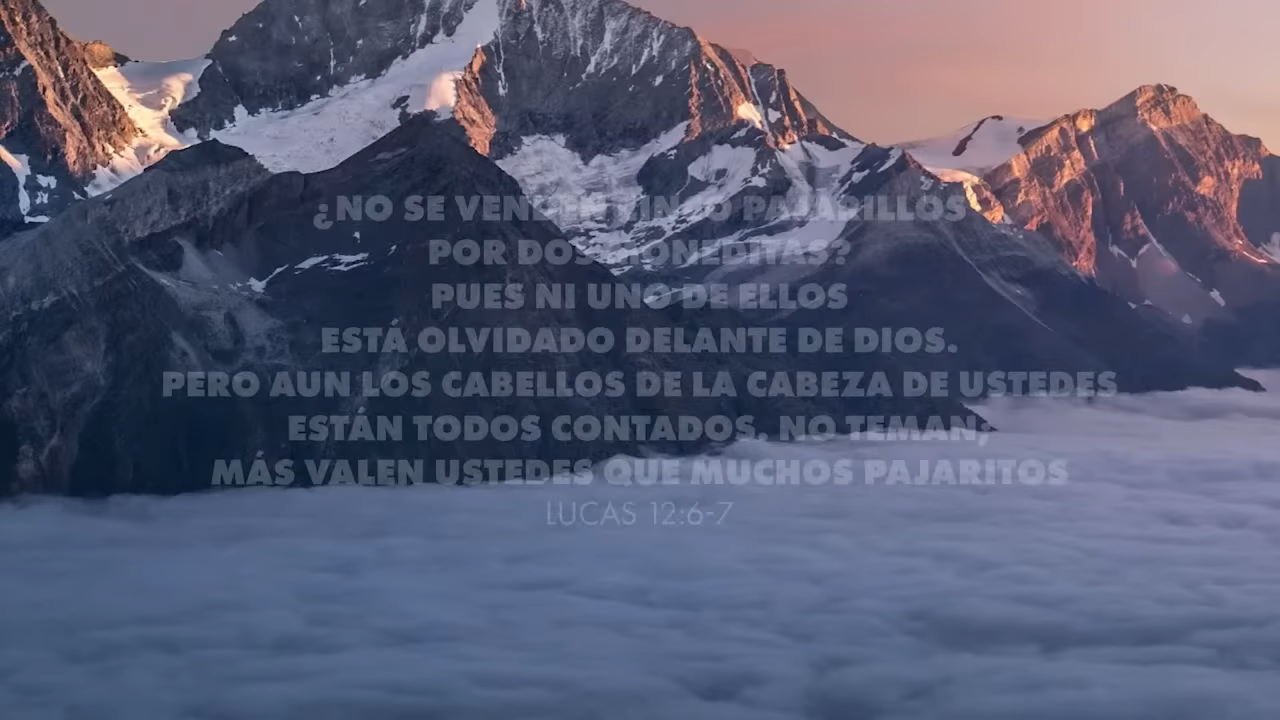 ¿NO SE VENDEN CINCO PAJARILLOS
POR DOS MONEDITAS?
PUES NI UNO DE ELLOS
ESTÁ OLVIDADO DELANTE DE DIOS.
PERO AUN LOS CABELLOS DE LA CABEZA DE USTEDES
ESTÁN TODOS CONTADOS. NO TEMAN,
MÁS VALEN USTEDES QUE MUCHOS PAJARITOS
LUCAS 12:6-7